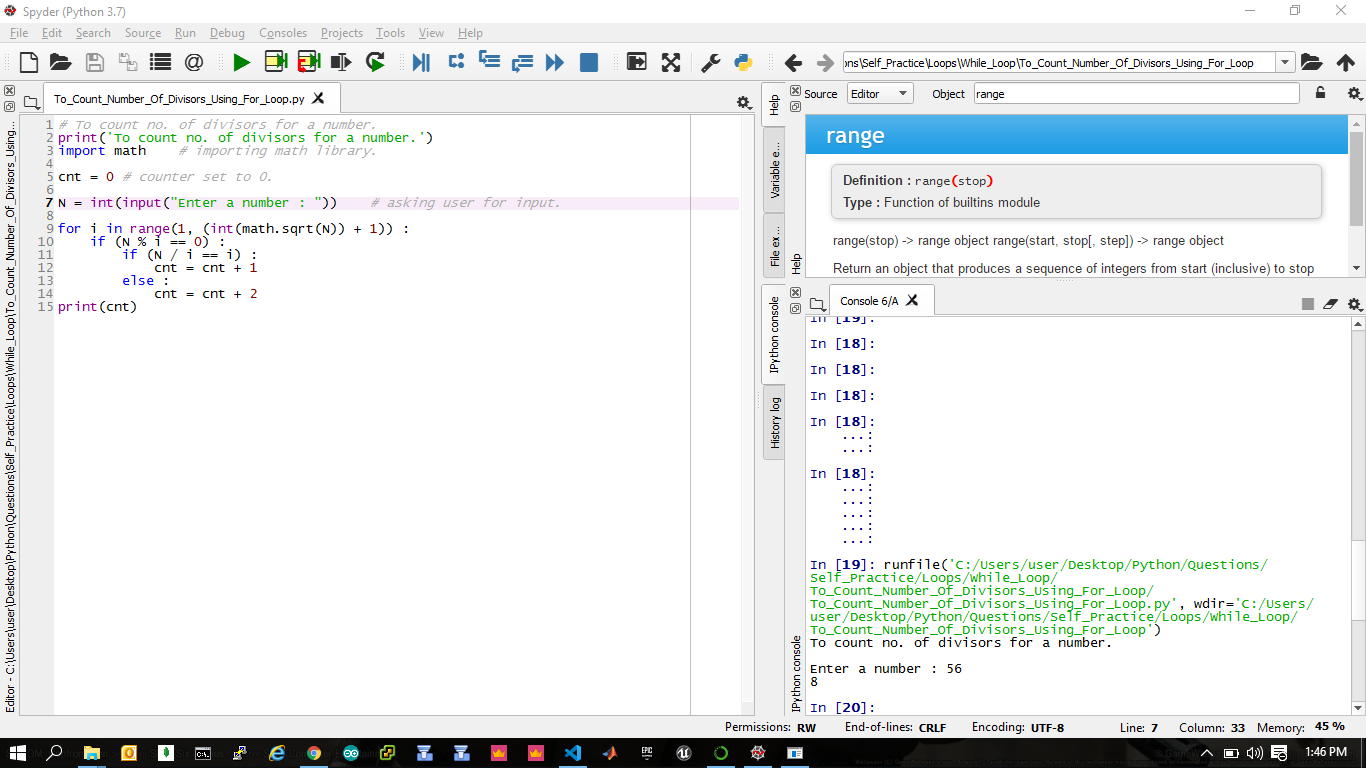 Spyder (Python 3.7)
File Edit Search Source Run Debug Consoles Projects Tools View Help
ns\Self_Practice\Loops\While_Loop\To_Count_Number_Of_Divisors_Using_For_Loop
Editor - C:\Users\user\Desktop\Python\Questions\Self_Practice\Loops\While_Loop\To_Count_Number_Of_Divisors_Using...
To_Count_Number_Of_Divisors_Using_For_Loop.py
1 # To count no. of divisors for a number.
2 print('To count no. of divisors for a number.')
3 import math    # importing math library.
4
5 cnt = 0 # counter set to 0.
6
7 N = int(input("Enter a number : "))    # asking user for input.
8
9 for i in range(1, (int(math.sqrt(N)) + 1)) :
10     if (N % i == 0) :
11         if (N / i == i) :
12             cnt = cnt + 1
13         else :
14             cnt = cnt + 2
15 print(cnt)
Help
Variable e...
File ex...
Help
Source Editor Object range
range
Definition : range(stop)
Type : Function of builtins module
range(stop) -> range object range(start, stop[, step]) -> range object
Return an object that produces a sequence of integers from start (inclusive) to stop
IPython console
History log
IPython console
Console 6/A
In [19]:
In [18]:
In [18]:
In [18]:
In [18]:
...:
...:
In [18]:
...:
...:
...:
...:
...:
In [19]: runfile('C:/Users/user/Desktop/Python/Questions/
Self_Practice/Loops/While_Loop/
To_Count_Number_Of_Divisors_Using_For_Loop/
To_Count_Number_Of_Divisors_Using_For_Loop.py', wdir='C:/Users/
user/Desktop/Python/Questions/Self_Practice/Loops/While_Loop/
To_Count_Number_Of_Divisors_Using_For_Loop')
To count no. of divisors for a number.
Enter a number : 56
8
In [20]:
Permissions: RW End-of-lines: CRLF Encoding: UTF-8 Line: 7 Column: 33 Memory: 45 %
1:46 PM